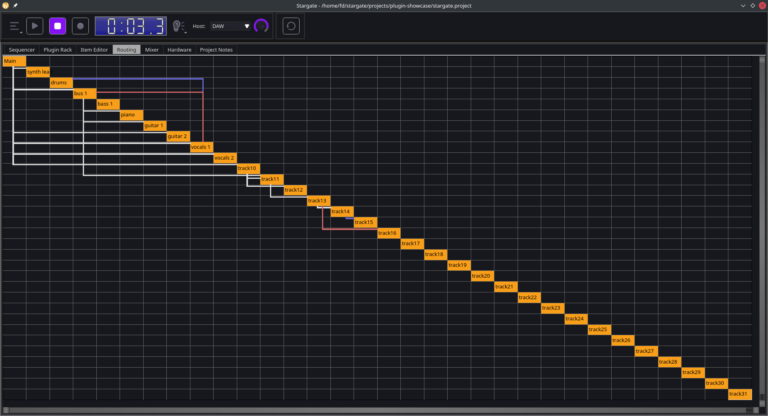 Stargate - /home/fd/stargate/projects/plugin-showcase/stargate.project
0:03.3
Host: DAW
Sequencer Plugin Rack Item Editor Routing Mixer Hardware Project Notes
Main
synth lea
drums
bus 1
bass 1
piano
guitar 1
guitar 2
vocals 1
vocals 2
track10
track11
track12
track13
track14
track15
track16
track17
track18
track19
track20
track21
track22
track23
track24
track25
track26
track27
track28
track29
track30
track31